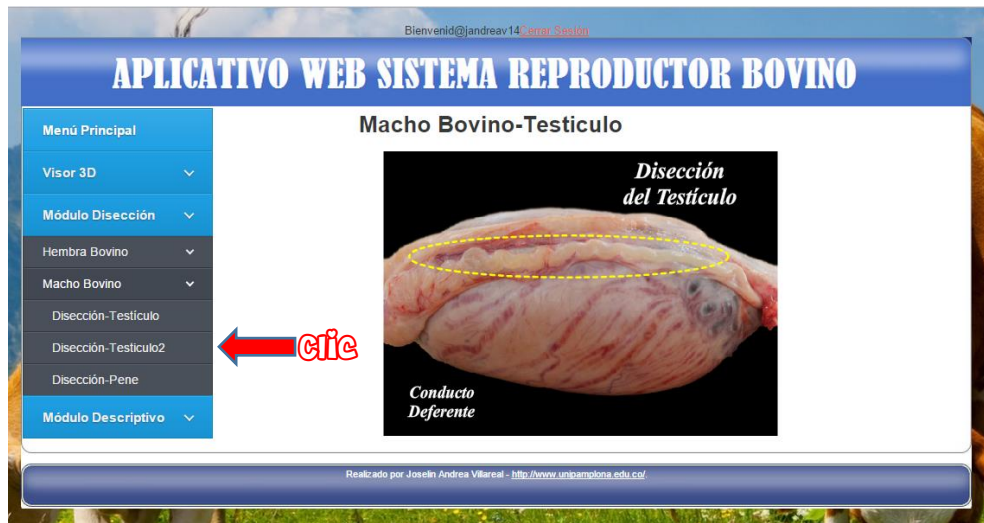 Bienvenid@jandreav14Cerrar Sesión
APLICATIVO WEB SISTEMA REPRODUCTOR BOVINO
Menú Principal
Visor 3D
Módulo Disección
Hembra Bovino
Macho Bovino
Disección-Testículo
Disección-Testiculo2
Disección-Pene
Módulo Descriptivo
clic
Macho Bovino-Testiculo
Disección
del Testículo
Conducto
Deferente
Realizado por Joselin Andrea Villareal - http://www.unipamplona.edu.co/.